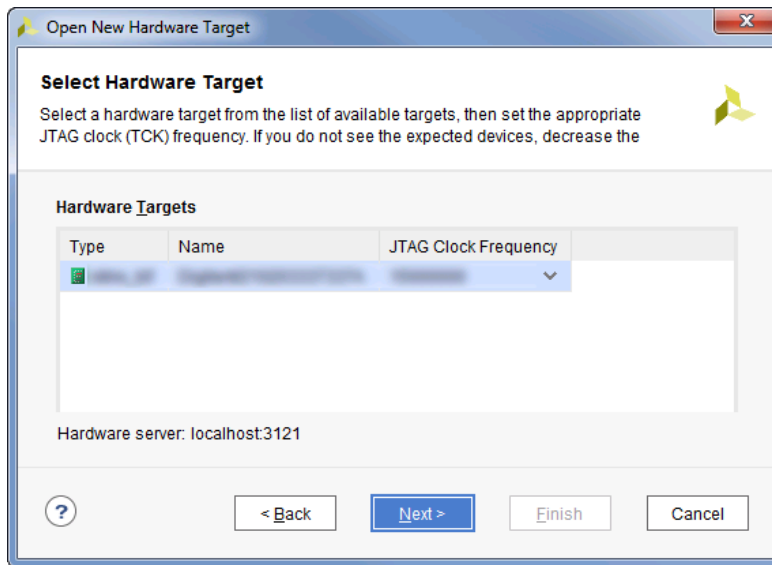 Open New Hardware Target
Select Hardware Target
Select a hardware target from the list of available targets, then set the appropriate
JTAG clock (TCK) frequency. If you do not see the expected devices, decrease the
Hardware Targets
Type Name JTAG Clock Frequency
Hardware server: localhost:3121
? < Back Next > Finish Cancel